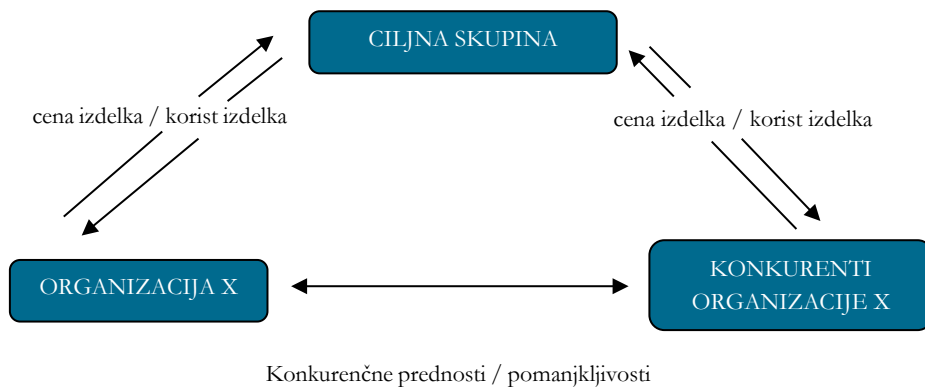 CILJNA SKUPINA
cena izdelka / korist izdelka
cena izdelka / korist izdelka
ORGANIZACIJA X
KONKURENTI
ORGANIZACIJE X
Konkurenčne prednosti / pomanjkljivosti